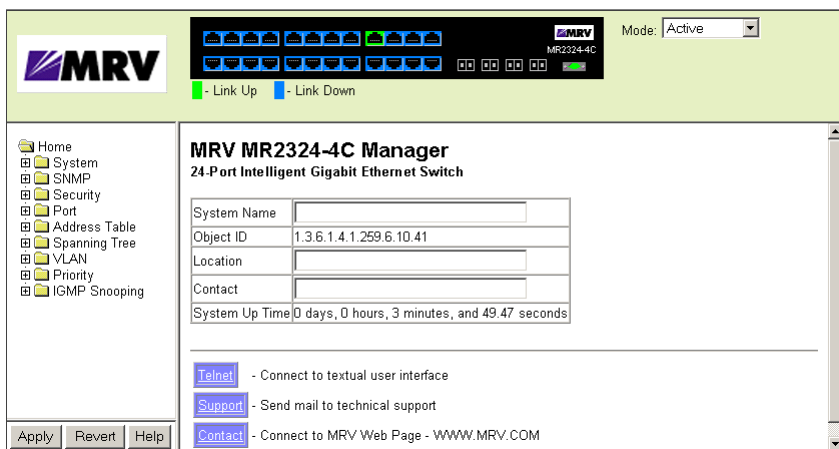 MRV
MRV
MR2324-4C
Mode: Active
- Link Up - Link Down
Home
System
SNMP
Security
Port
Address Table
Spanning Tree
VLAN
Priority
IGMP Snooping
Apply Revert Help
MRV MR2324-4C Manager
24-Port Intelligent Gigabit Ethernet Switch
System Name
Object ID 1.3.6.1.4.1.259.6.10.41
Location
Contact
System Up Time 0 days, 0 hours, 3 minutes, and 49.47 seconds
Telnet - Connect to textual user interface
Support - Send mail to technical support
Contact - Connect to MRV Web Page - WWW.MRV.COM